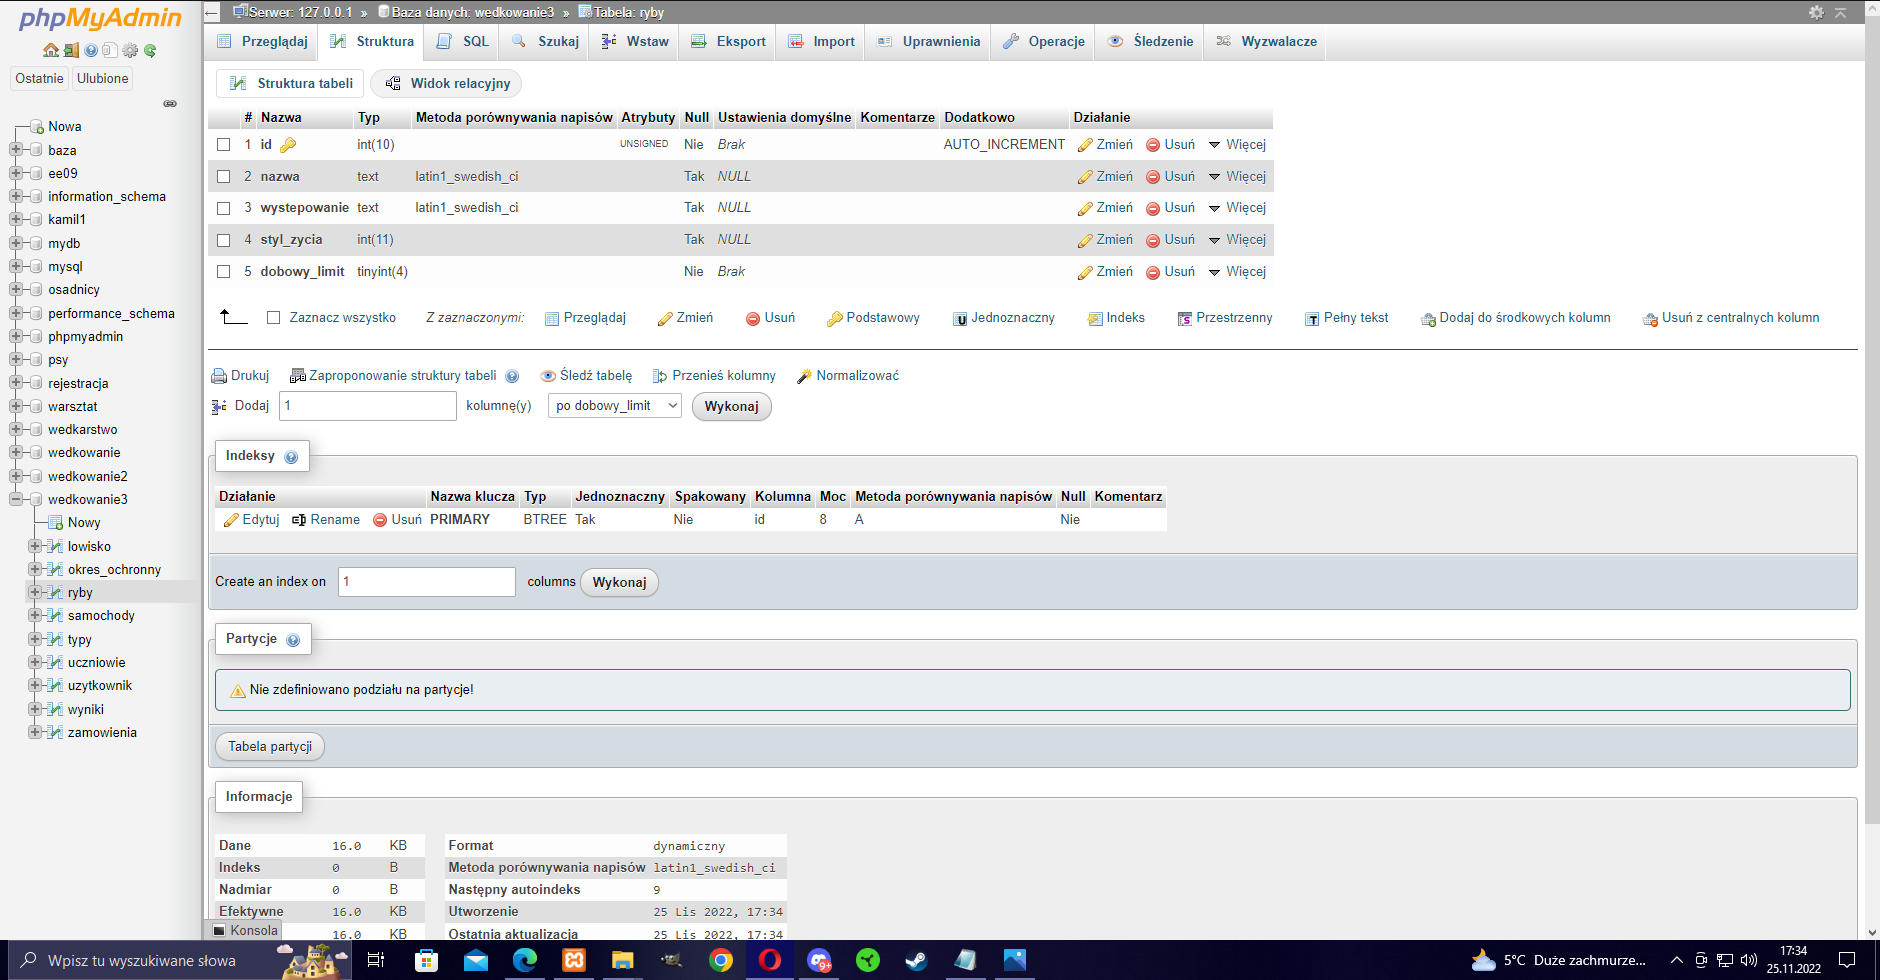 phpMyAdmin
Ostatnie Ulubione
Nowa
baza
ee09
information_schema
kamil1
mydb
mysql
osadnicy
performance_schema
phpmyadmin
psy
rejestracja
warsztat
wedkarstwo
wedkowanie
wedkowanie2
wedkowanie3
Nowy
lowisko
okres_ochronny
ryby
samochody
typy
uczniowie
uzytkownik
wyniki
zamowienia
Serwer: 127.0.0.1 » Baza danych: wedkowanie3 » Tabela: ryby
Przeglądaj Struktura SQL Szukaj Wstaw Eksport Import Uprawnienia Operacje Śledzenie Wyzwalacze
Struktura tabeli Widok relacyjny
# Nazwa Typ Metoda porównywania napisów Atrybuty Null Ustawienia domyślne Komentarze Dodatkowo Działanie
1 id int(10) UNSIGNED Nie Brak AUTO_INCREMENT Zmień Usuń Więcej
2 nazwa text latin1_swedish_ci Tak NULL Zmień Usuń Więcej
3 wystepowanie text latin1_swedish_ci Tak NULL Zmień Usuń Więcej
4 styl_zycia int(11) Tak NULL Zmień Usuń Więcej
5 dobowy_limit tinyint(4) Nie Brak Zmień Usuń Więcej
Zaznacz wszystko Z zaznaczonymi: Przeglądaj Zmień Usuń Podstawowy Jednoznaczny Indeks Przestrzenny Pełny tekst Dodaj do środkowych kolumn Usuń z centralnych kolumn
Drukuj Zaproponowanie struktury tabeli Śledź tabelę Przenieś kolumny Normalizować
Dodaj 1 kolumnę(y) po dobowy_limit Wykonaj
Indeksy
Działanie Nazwa klucza Typ Jednoznaczny Spakowany Kolumna Moc Metoda porównywania napisów Null Komentarz
Edytuj Rename Usuń PRIMARY BTREE Tak Nie id 8 A Nie
Create an index on 1 columns Wykonaj
Partycje
Nie zdefiniowano podziału na partycje!
Tabela partycji
Informacje
Dane 16.0 KB
Indeks 0 B
Nadmiar 0 B
Efektywne 16.0 KB
16.0 KB
Format dynamiczny
Metoda porównywania napisów latin1_swedish_ci
Następny autoindeks 9
Utworzenie 25 Lis 2022, 17:34
Ostatnia aktualizacja 25 Lis 2022, 17:34
Konsola
Wpisz tu wyszukiwane słowa
5°C Duże zachmurze...
17:34
25.11.2022